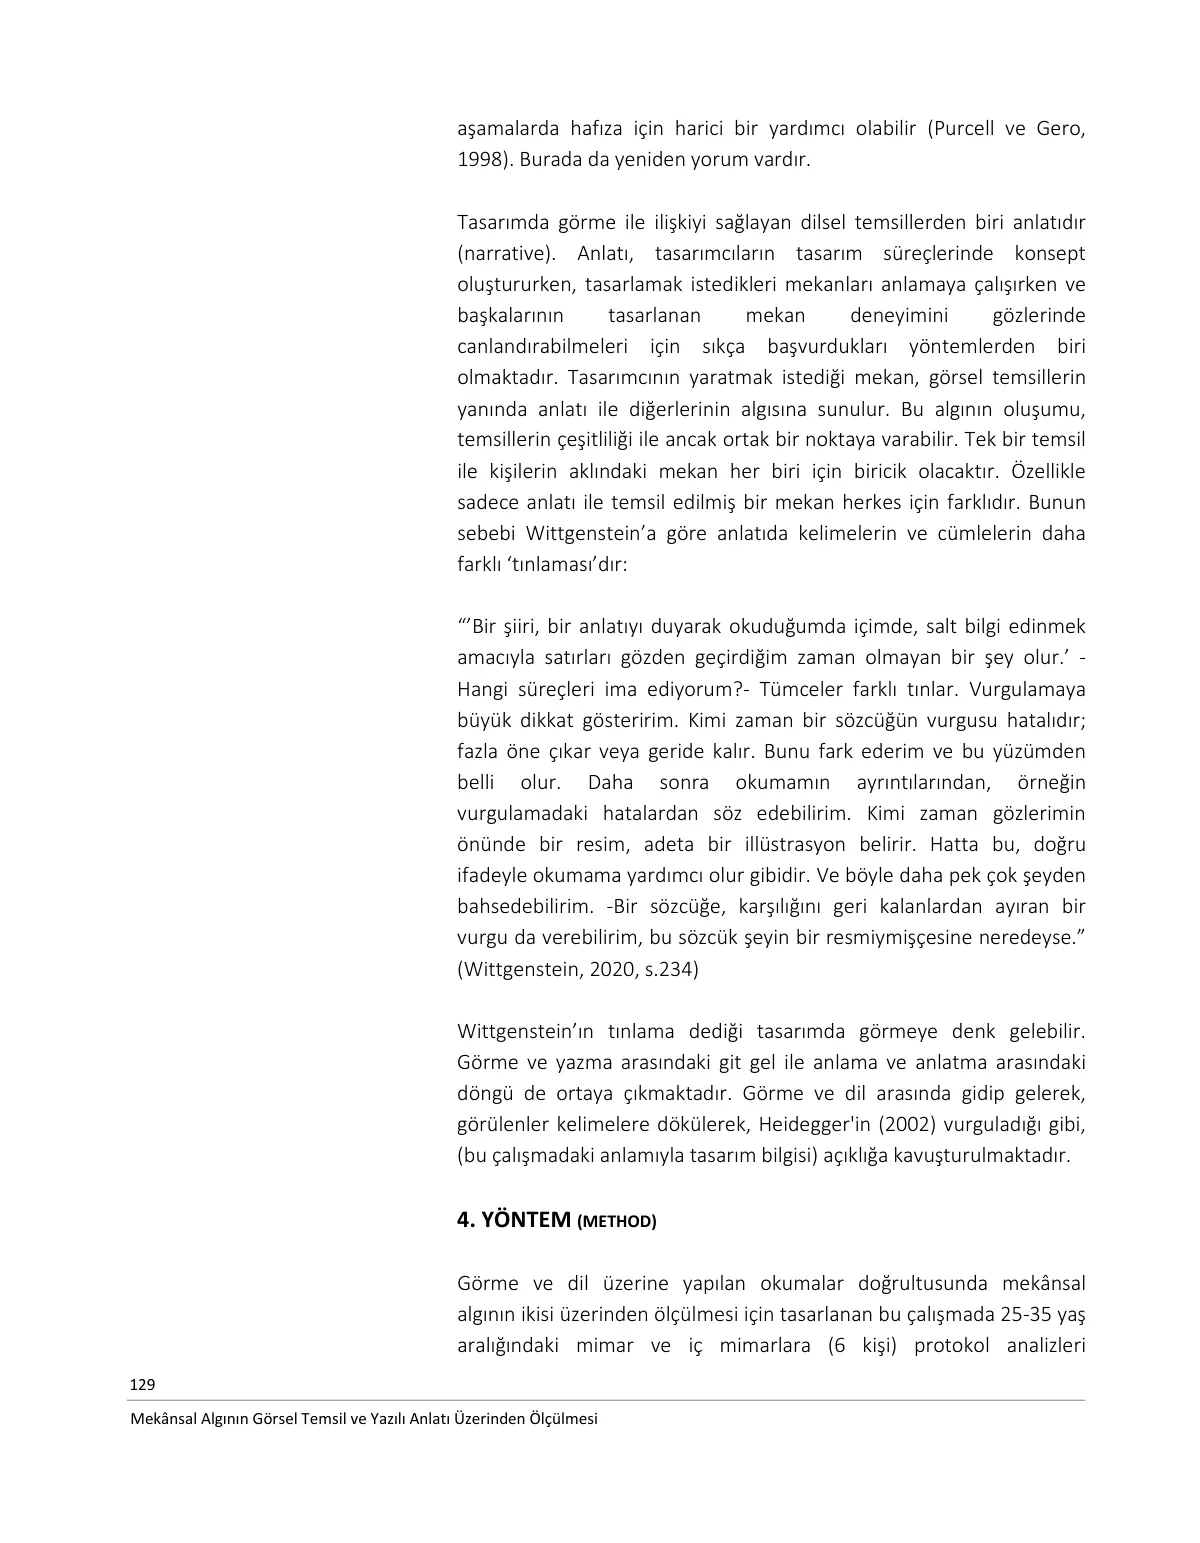 aşamalarda hafıza için harici bir yardımcı olabilir (Purcell ve Gero,
1998). Burada da yeniden yorum vardır.
Tasarımda görme ile ilişkiyi sağlayan dilsel temsillerden biri anlatıdır
(narrative). Anlatı, tasarımcıların tasarım süreçlerinde konsept
oluştururken, tasarlamak istedikleri mekanları anlamaya çalışırken ve
başkalarının tasarlanan mekan deneyimini gözlerinde
canlandırabilmeleri için sıkça başvurdukları yöntemlerden biri
olmaktadır. Tasarımcının yaratmak istediği mekan, görsel temsillerin
yanında anlatı ile diğerlerinin algısına sunulur. Bu algının oluşumu,
temsillerin çeşitliliği ile ancak ortak bir noktaya varabilir. Tek bir temsil
ile kişilerin aklındaki mekan her biri için biricik olacaktır. Özellikle
sadece anlatı ile temsil edilmiş bir mekan herkes için farklıdır. Bunun
sebebi Wittgenstein’a göre anlatıda kelimelerin ve cümlelerin daha
farklı ‘tınlaması’dır:
“’Bir şiiri, bir anlatıyı duyarak okuduğumda içimde, salt bilgi edinmek
amacıyla satırları gözden geçirdiğim zaman olmayan bir şey olur.’ -
Hangi süreçleri ima ediyorum?- Tümceler farklı tınlar. Vurgulamaya
büyük dikkat gösteririm. Kimi zaman bir sözcüğün vurgusu hatalıdır;
fazla öne çıkar veya geride kalır. Bunu fark ederim ve bu yüzümden
belli olur. Daha sonra okumamın ayrıntılarından, örneğin
vurgulamadaki hatalardan söz edebilirim. Kimi zaman gözlerimin
önünde bir resim, adeta bir illüstrasyon belirir. Hatta bu, doğru
ifadeyle okumama yardımcı olur gibidir. Ve böyle daha pek çok şeyden
bahsedebilirim. -Bir sözcüğe, karşılığını geri kalanlardan ayıran bir
vurgu da verebilirim, bu sözcük şeyin bir resmiymişçesine neredeyse.”
(Wittgenstein, 2020, s.234)
Wittgenstein’ın tınlama dediği tasarımda görmeye denk gelebilir.
Görme ve yazma arasındaki git gel ile anlama ve anlatma arasındaki
döngü de ortaya çıkmaktadır. Görme ve dil arasında gidip gelerek,
görülenler kelimelere dökülerek, Heidegger'in (2002) vurguladığı gibi,
(bu çalışmadaki anlamıyla tasarım bilgisi) açıklığa kavuşturulmaktadır.
4. YÖNTEM (METHOD)
Görme ve dil üzerine yapılan okumalar doğrultusunda mekânsal
algının ikisi üzerinden ölçülmesi için tasarlanan bu çalışmada 25-35 yaş
aralığındaki mimar ve iç mimarlara (6 kişi) protokol analizleri
129
Mekânsal Algının Görsel Temsil ve Yazılı Anlatı Üzerinden Ölçülmesi